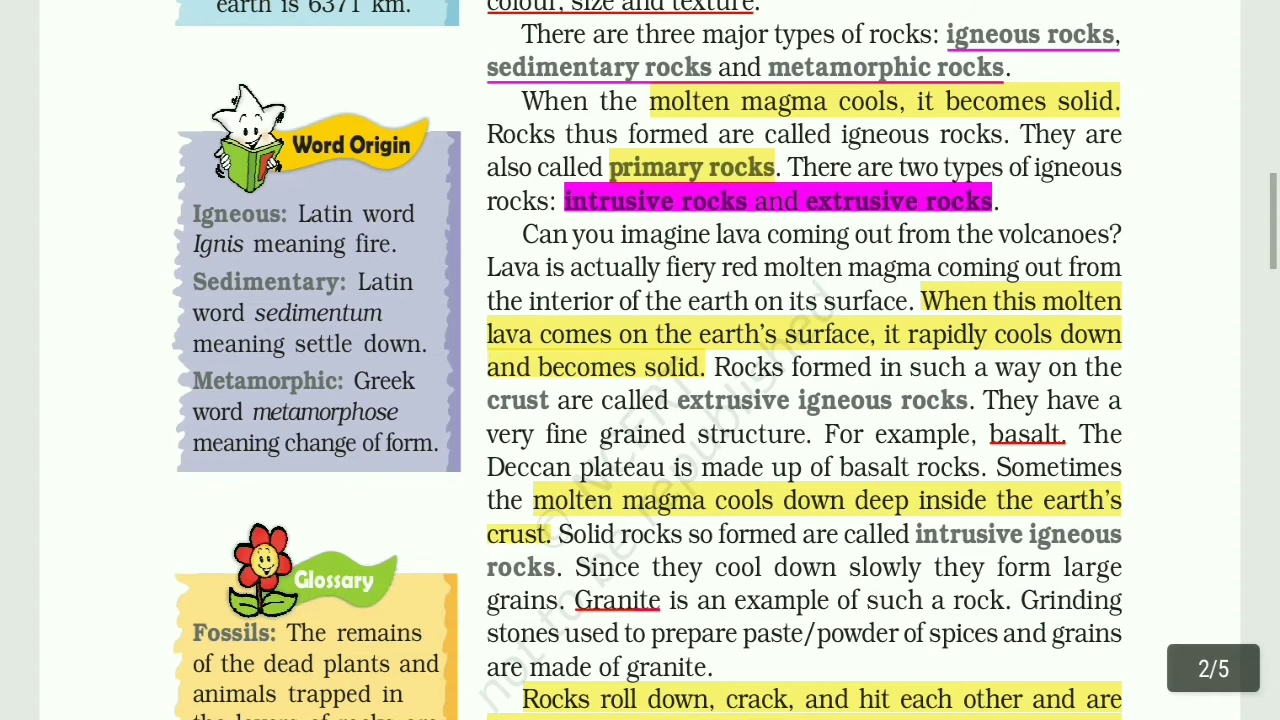 earth is 6371 km.
Word Origin
Igneous: Latin word
Ignis meaning fire.
Sedimentary: Latin
word sedimentum
meaning settle down.
Metamorphic: Greek
word metamorphose
meaning change of form.
Glossary
Fossils: The remains
of the dead plants and
animals trapped in
the layers of rocks are
colour, size and texture.
There are three major types of rocks: igneous rocks,
sedimentary rocks and metamorphic rocks.
When the molten magma cools, it becomes solid.
Rocks thus formed are called igneous rocks. They are
also called primary rocks. There are two types of igneous
rocks: intrusive rocks and extrusive rocks.
Can you imagine lava coming out from the volcanoes?
Lava is actually fiery red molten magma coming out from
the interior of the earth on its surface. When this molten
lava comes on the earth's surface, it rapidly cools down
and becomes solid. Rocks formed in such a way on the
crust are called extrusive igneous rocks. They have a
very fine grained structure. For example, basalt. The
Deccan plateau is made up of basalt rocks. Sometimes
the molten magma cools down deep inside the earth's
crust. Solid rocks so formed are called intrusive igneous
rocks. Since they cool down slowly they form large
grains. Granite is an example of such a rock. Grinding
stones used to prepare paste/powder of spices and grains
are made of granite.
Rocks roll down, crack, and hit each other and are
© NCERT
not to be republished
2/5